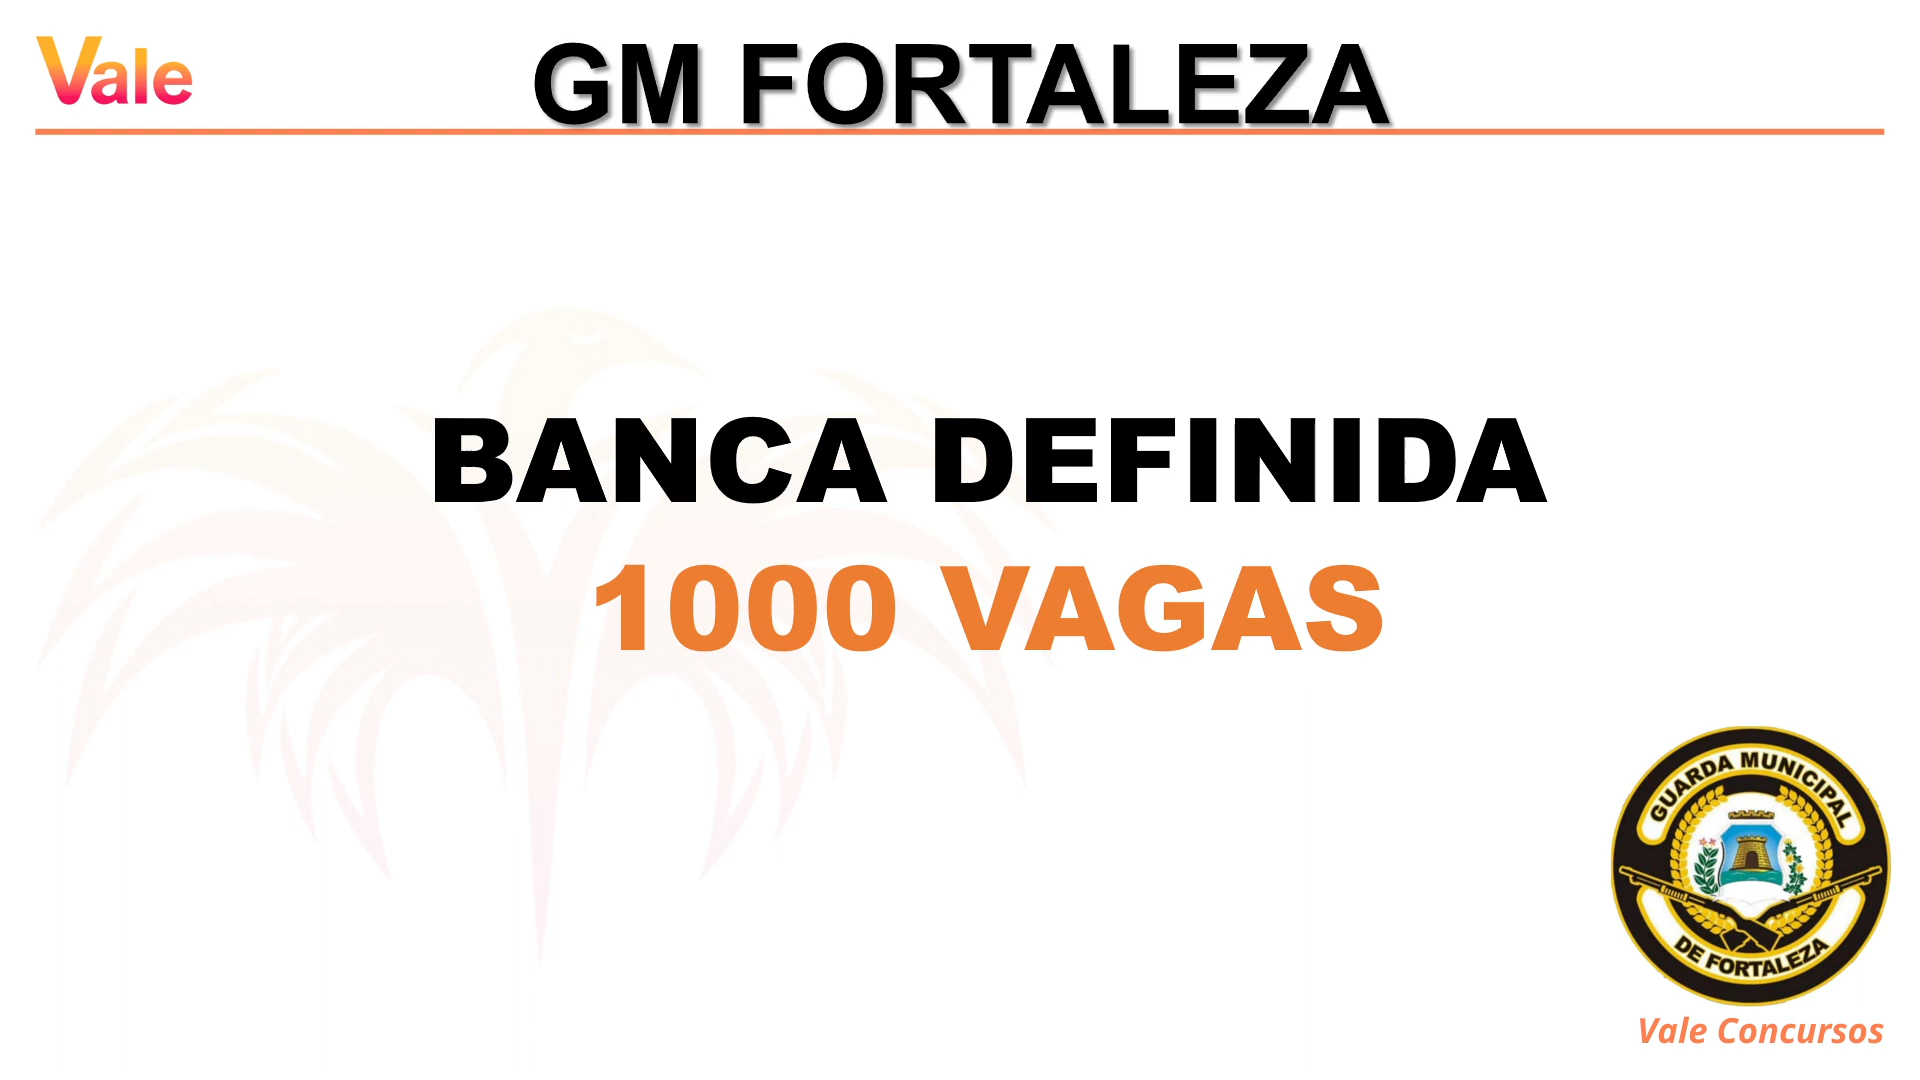 Vale
GM FORTALEZA
BANCA DEFINIDA
1000 VAGAS
GUARDA MUNICIPAL
DE FORTALEZA
Vale Concursos